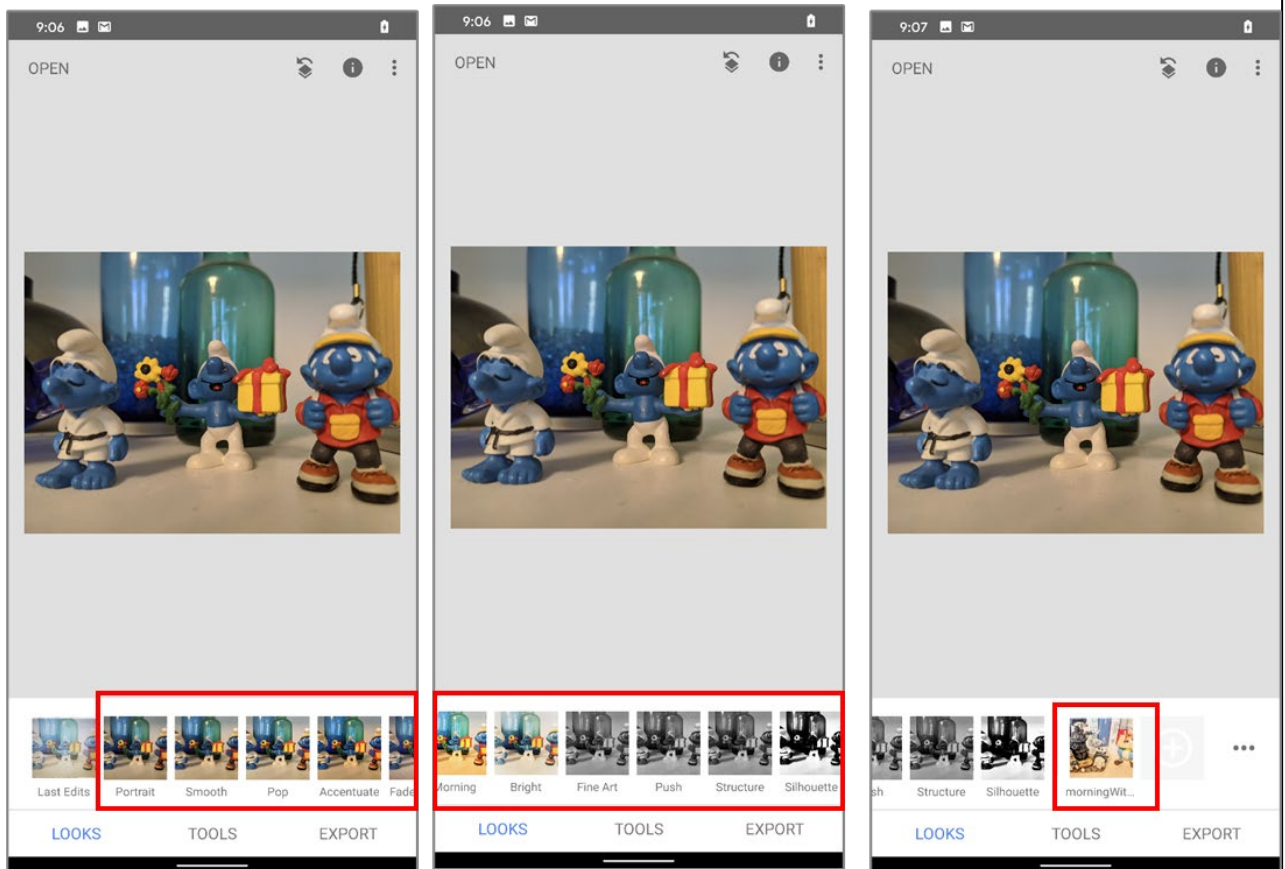 9:06
OPEN
Last Edits Portrait Smooth Pop Accentuate Fade
LOOKS TOOLS EXPORT
9:06
OPEN
Morning Bright Fine Art Push Structure Silhouette
LOOKS TOOLS EXPORT
9:07
OPEN
sh Structure Silhouette morningWit...
LOOKS TOOLS EXPORT